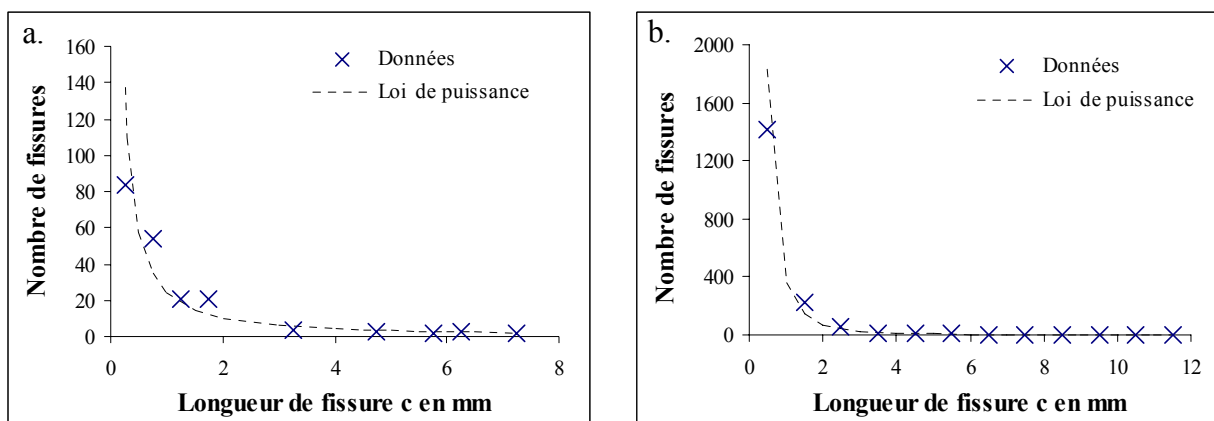 a.
160
140
120
100
80
60
40
20
0
0 2 4 6 8
Nombre de fissures
Longueur de fissure c en mm
Données
Loi de puissance
b.
2000
1600
1200
800
400
0
0 2 4 6 8 10 12
Nombre de fissures
Longueur de fissure c en mm
Données
Loi de puissance